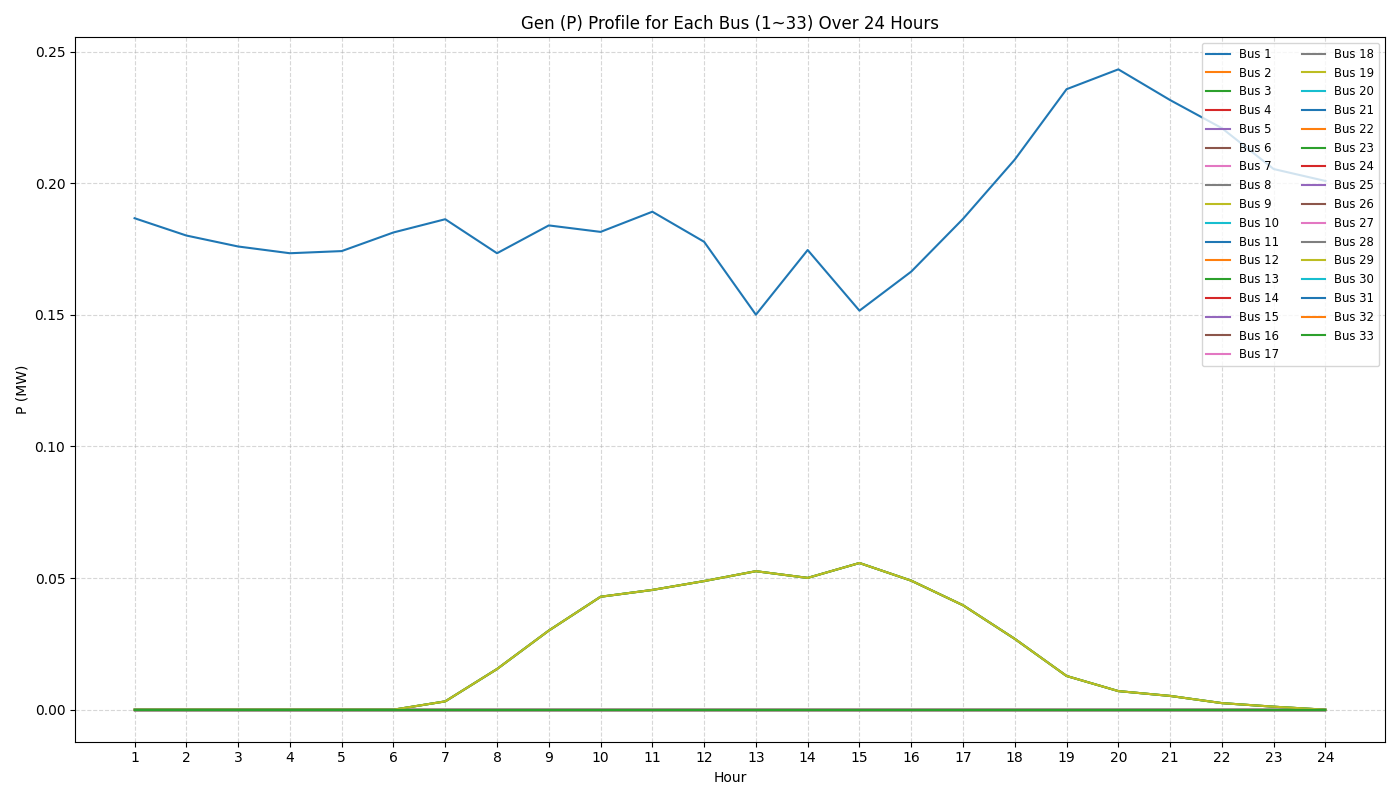 Gen (P) Profile for Each Bus (1~33) Over 24 Hours
P (MW)
0.25
0.20
0.15
0.10
0.05
0.00
Bus 1
Bus 2
Bus 3
Bus 4
Bus 5
Bus 6
Bus 7
Bus 8
Bus 9
Bus 10
Bus 11
Bus 12
Bus 13
Bus 14
Bus 15
Bus 16
Bus 17
Bus 18
Bus 19
Bus 20
Bus 21
Bus 22
Bus 23
Bus 24
Bus 25
Bus 26
Bus 27
Bus 28
Bus 29
Bus 30
Bus 31
Bus 32
Bus 33
1 2 3 4 5 6 7 8 9 10 11 12 13 14 15 16 17 18 19 20 21 22 23 24
Hour